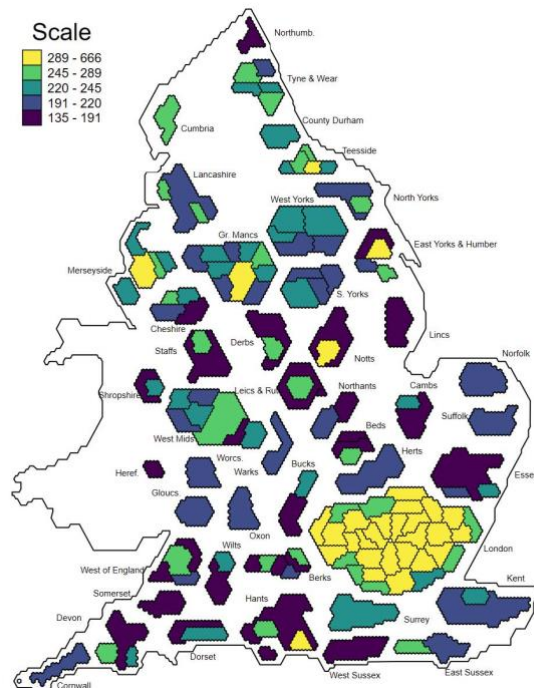 Scale
289 - 666
245 - 289
220 - 245
191 - 220
135 - 191
Northumb.
Tyne & Wear
County Durham
Cumbria
Teesside
Lancashire
West Yorks
North Yorks
Gr. Mancs
East Yorks & Humber
Merseyside
S. Yorks
Cheshire
Lincs
Staffs
Derbs
Notts
Norfolk
Shropshire
Leics & Rut
Northants
Cambs
Suffolk
Beds
West Mids
Worcs.
Bucks
Herts
Heref.
Warks
Esse
Gloucs.
Oxon
London
Wilts
West of England
Berks
Kent
Somerset
Hants
Devon
Surrey
Dorset
West Sussex
East Sussex
Cornwall